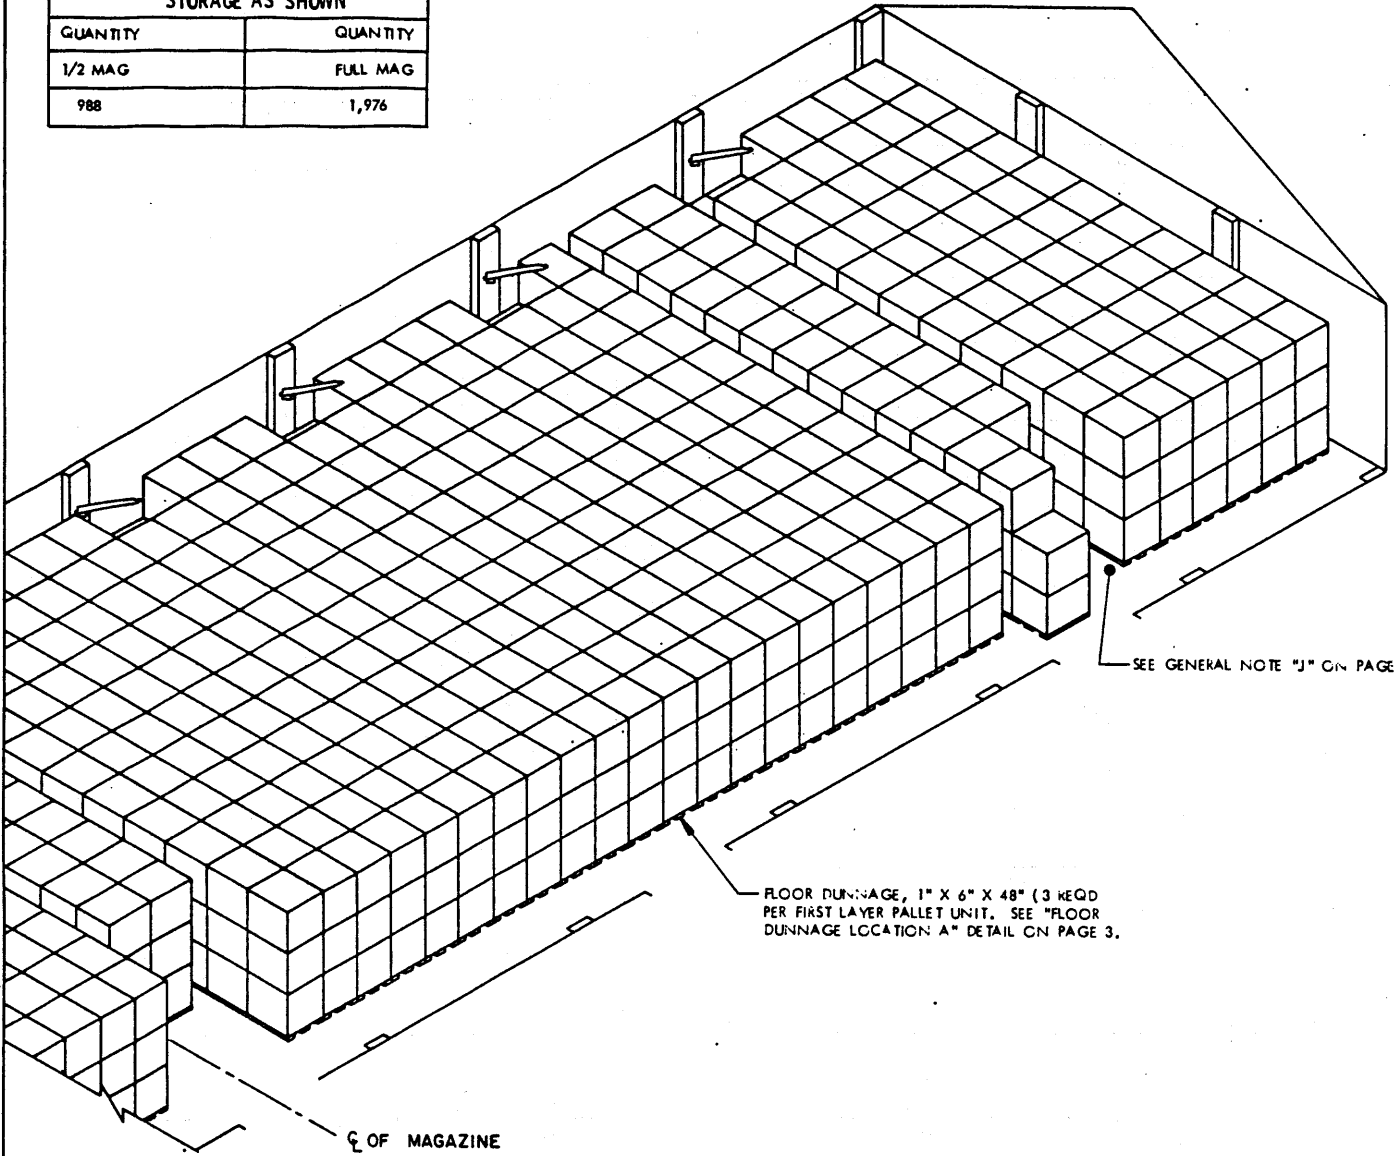 STORAGE AS SHOWN
QUANTITY QUANTITY
1/2 MAG FULL MAG
988 1,976
SEE GENERAL NOTE "J" ON PAGE
FLOOR DUNNAGE, 1" X 6" X 48" (3 REQD
PER FIRST LAYER PALLET UNIT. SEE "FLOOR
DUNNAGE LOCATION A" DETAIL ON PAGE 3.
℄ OF MAGAZINE